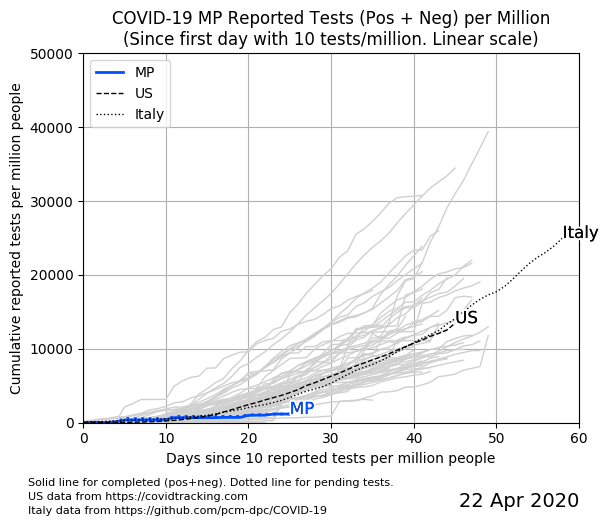 COVID-19 MP Reported Tests (Pos + Neg) per Million
(Since first day with 10 tests/million. Linear scale)
Cumulative reported tests per million people
50000
40000
30000
20000
10000
0
MP
US
Italy
Italy
US
MP
0 10 20 30 40 50 60
Days since 10 reported tests per million people
Solid line for completed (pos+neg). Dotted line for pending tests.
US data from https://covidtracking.com
Italy data from https://github.com/pcm-dpc/COVID-19
22 Apr 2020